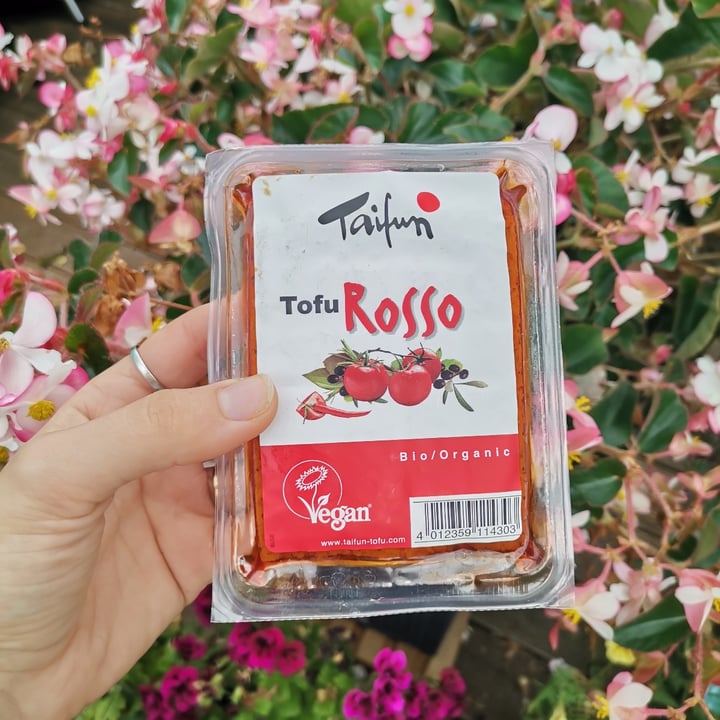 Taifun
Tofu Rosso
Bio/Organic
Vegan
4 012359 114303
www.taifun-tofu.com